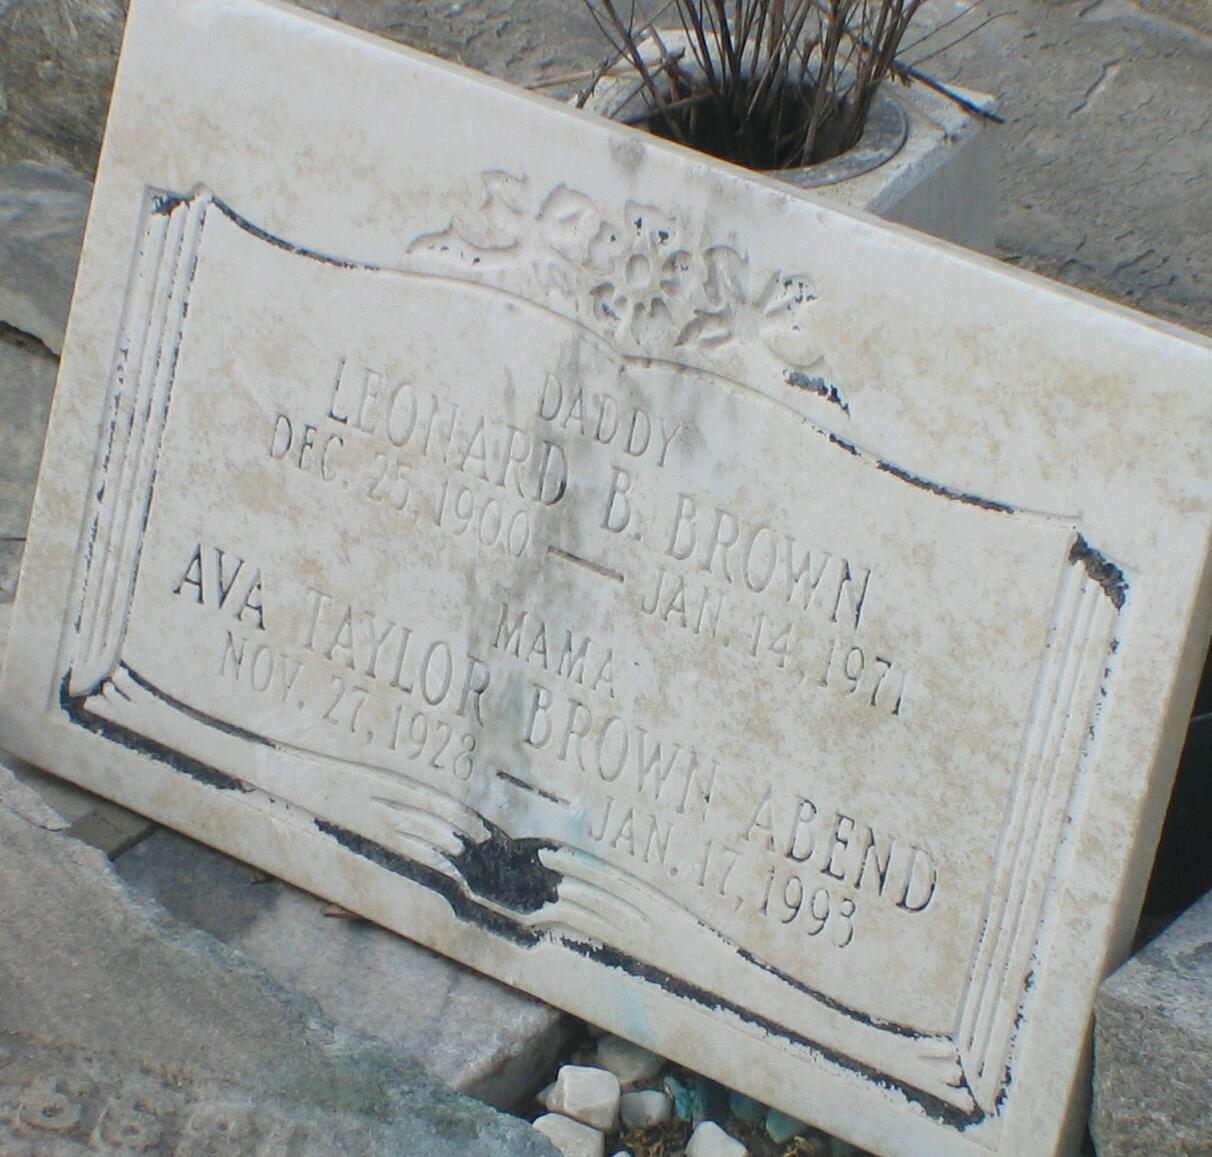 DADDY
LEONARD B. BROWN
DEC. 25, 1900 — JAN. 14, 1971
MAMA
AVA TAYLOR BROWN ABEND
NOV. 27, 1928 — JAN. 17, 1993